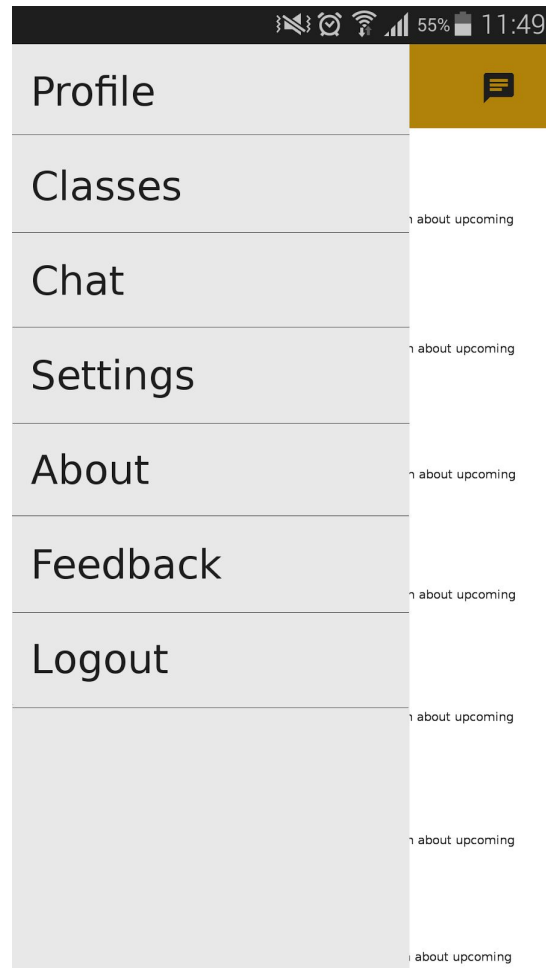 55% 11:49
Profile
Classes
about upcoming
Chat
about upcoming
Settings
About
about upcoming
Feedback
about upcoming
Logout
about upcoming
about upcoming
about upcoming